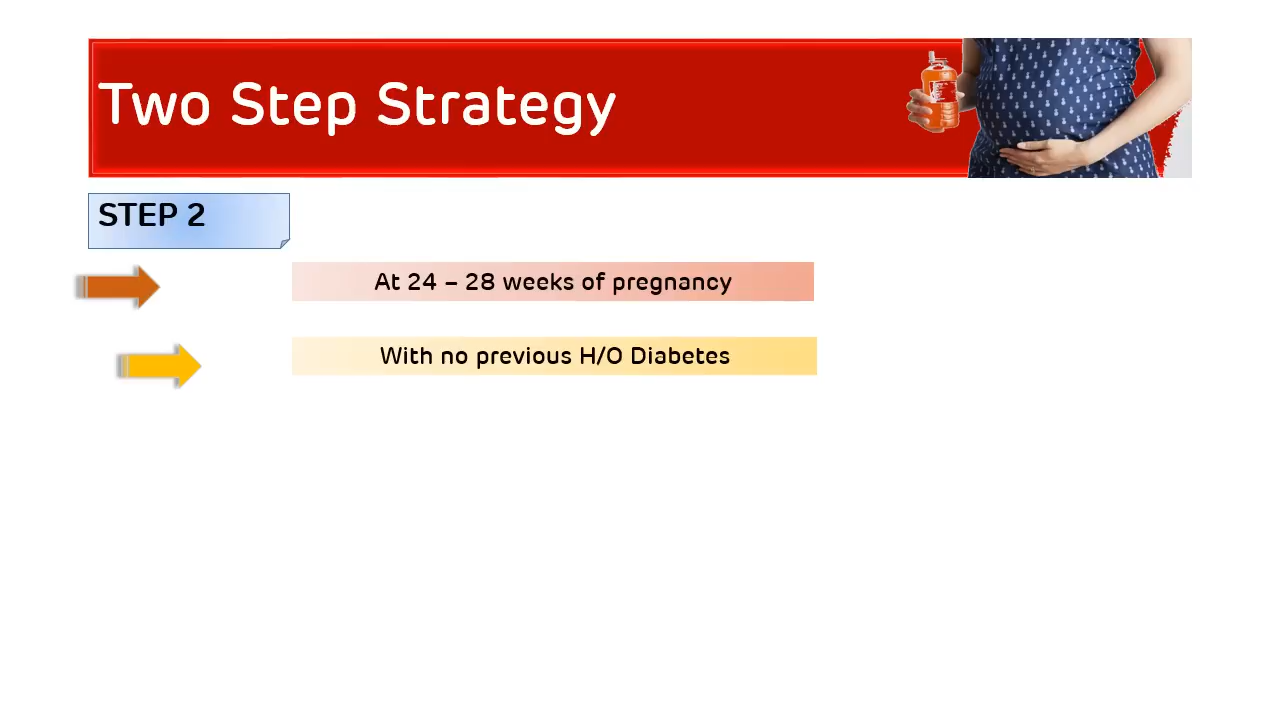 Two Step Strategy
STEP 2
At 24 – 28 weeks of pregnancy
With no previous H/O Diabetes